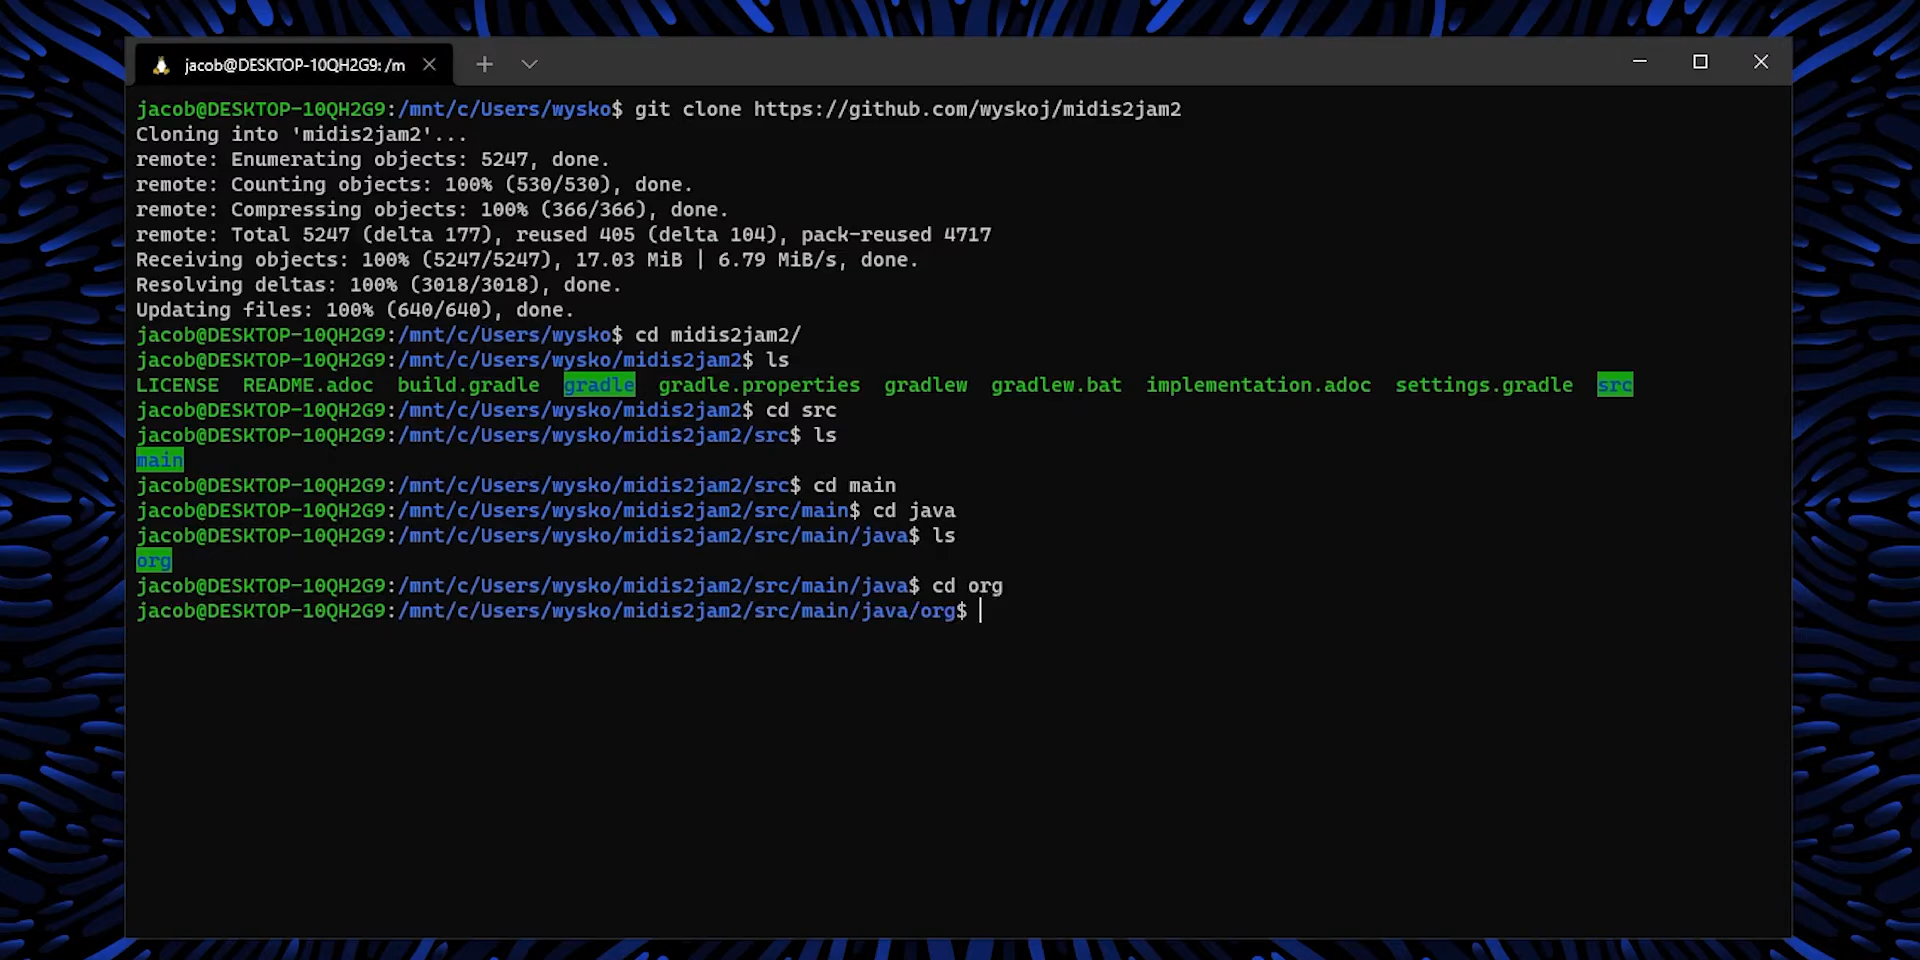 jacob@DESKTOP-10QH2G9: /m
jacob@DESKTOP-10QH2G9:/mnt/c/Users/wysko$ git clone https://github.com/wyskoj/midis2jam2
Cloning into 'midis2jam2'...
remote: Enumerating objects: 5247, done.
remote: Counting objects: 100% (530/530), done.
remote: Compressing objects: 100% (366/366), done.
remote: Total 5247 (delta 177), reused 405 (delta 104), pack-reused 4717
Receiving objects: 100% (5247/5247), 17.03 MiB | 6.79 MiB/s, done.
Resolving deltas: 100% (3018/3018), done.
Updating files: 100% (640/640), done.
jacob@DESKTOP-10QH2G9:/mnt/c/Users/wysko$ cd midis2jam2/
jacob@DESKTOP-10QH2G9:/mnt/c/Users/wysko/midis2jam2$ ls
LICENSE  README.adoc  build.gradle  gradle  gradle.properties  gradlew  gradlew.bat  implementation.adoc  settings.gradle  src
jacob@DESKTOP-10QH2G9:/mnt/c/Users/wysko/midis2jam2$ cd src
jacob@DESKTOP-10QH2G9:/mnt/c/Users/wysko/midis2jam2/src$ ls
main
jacob@DESKTOP-10QH2G9:/mnt/c/Users/wysko/midis2jam2/src$ cd main
jacob@DESKTOP-10QH2G9:/mnt/c/Users/wysko/midis2jam2/src/main$ cd java
jacob@DESKTOP-10QH2G9:/mnt/c/Users/wysko/midis2jam2/src/main/java$ ls
org
jacob@DESKTOP-10QH2G9:/mnt/c/Users/wysko/midis2jam2/src/main/java$ cd org
jacob@DESKTOP-10QH2G9:/mnt/c/Users/wysko/midis2jam2/src/main/java/org$